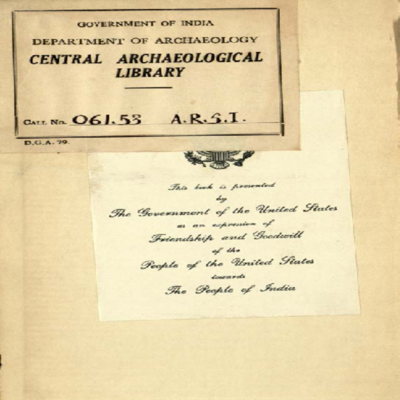 GOVERNMENT OF INDIA
DEPARTMENT OF ARCHAEOLOGY
CENTRAL ARCHAEOLOGICAL
LIBRARY
CALL No. 061.53 A.R.S.I.
D.G.A. 79.
This book is presented
by
The Government of the United States
as an expression of
Friendship and Goodwill
of the
People of the United States
towards
The People of India